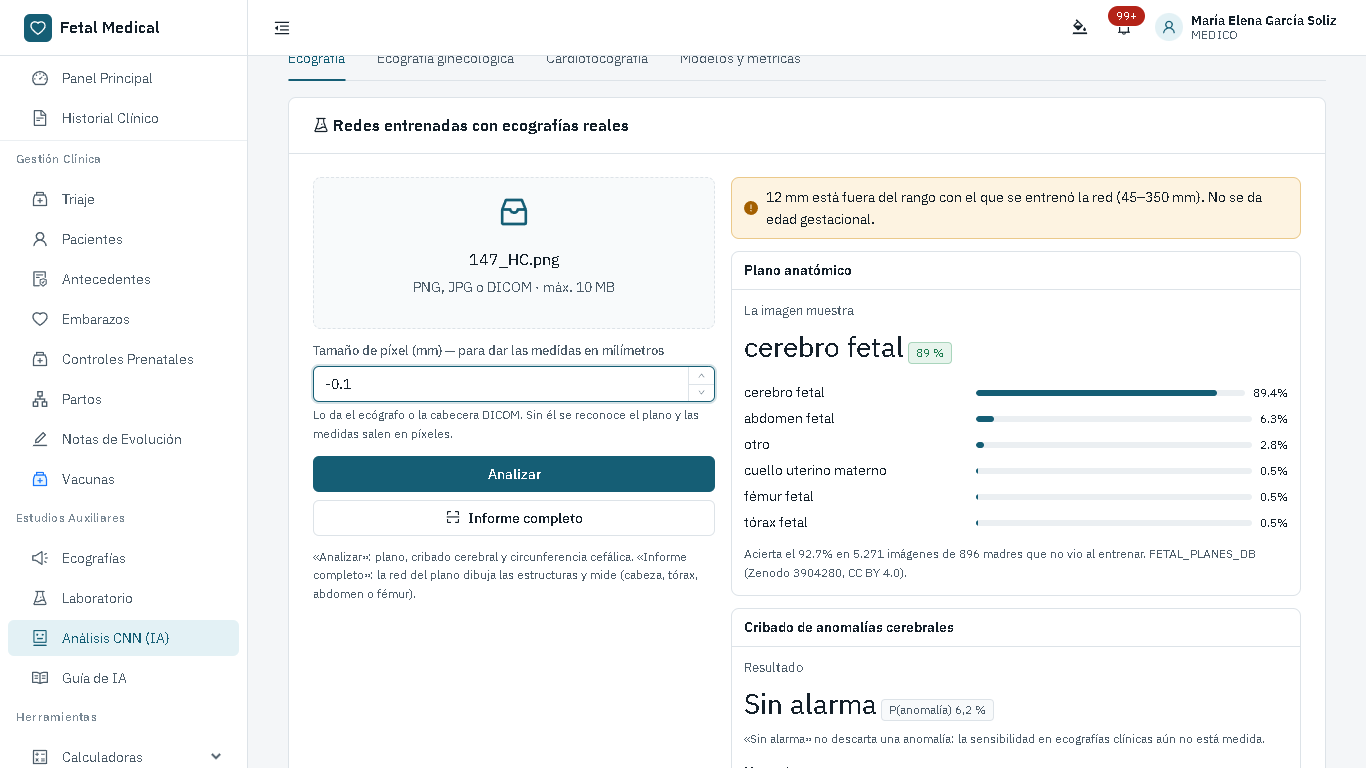 Fetal Medical
99+
María Elena García Soliz
MEDICO
Panel Principal
Historial Clínico
Gestión Clínica
Triaje
Pacientes
Antecedentes
Embarazos
Controles Prenatales
Partos
Notas de Evolución
Vacunas
Estudios Auxiliares
Ecografías
Laboratorio
Análisis CNN (IA)
Guía de IA
Herramientas
Calculadoras
Ecografía
Ecografía ginecológica
Cardiotocografía
Modelos y métricas
Redes entrenadas con ecografías reales
147_HC.png
PNG, JPG o DICOM · máx. 10 MB
Tamaño de píxel (mm) — para dar las medidas en milímetros
-0.1
Lo da el ecógrafo o la cabecera DICOM. Sin él se reconoce el plano y las
medidas salen en píxeles.
Analizar
Informe completo
«Analizar»: plano, cribado cerebral y circunferencia cefálica. «Informe
completo»: la red del plano dibuja las estructuras y mide (cabeza, tórax,
abdomen o fémur).
12 mm está fuera del rango con el que se entrenó la red (45–350 mm). No se da
edad gestacional.
Plano anatómico
La imagen muestra
cerebro fetal 89 %
cerebro fetal 89.4%
abdomen fetal 6.3%
otro 2.8%
cuello uterino materno 0.5%
fémur fetal 0.5%
tórax fetal 0.5%
Acierta el 92.7% en 5.271 imágenes de 896 madres que no vio al entrenar. FETAL_PLANES_DB
(Zenodo 3904280, CC BY 4.0).
Cribado de anomalías cerebrales
Resultado
Sin alarma P(anomalía) 6,2 %
«Sin alarma» no descarta una anomalía: la sensibilidad en ecografías clínicas aún no está medida.